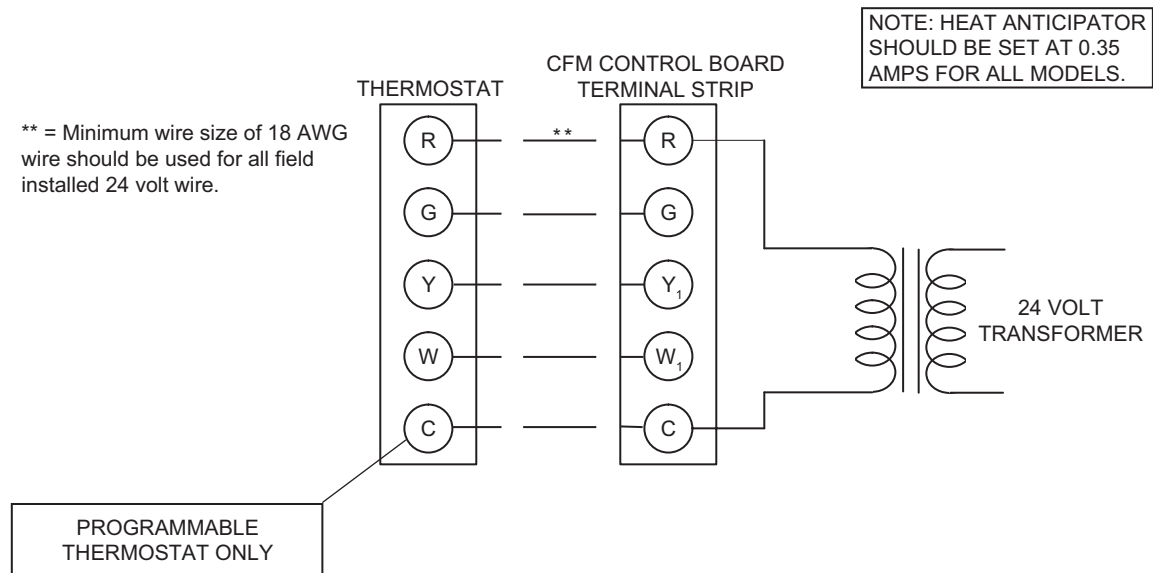 NOTE: HEAT ANTICIPATOR
SHOULD BE SET AT 0.35
AMPS FOR ALL MODELS.
CFM CONTROL BOARD
TERMINAL STRIP
THERMOSTAT
** = Minimum wire size of 18 AWG
wire should be used for all field
installed 24 volt wire.
R ** R
G G
Y Y1
W W1
C C
24 VOLT
TRANSFORMER
PROGRAMMABLE
THERMOSTAT ONLY